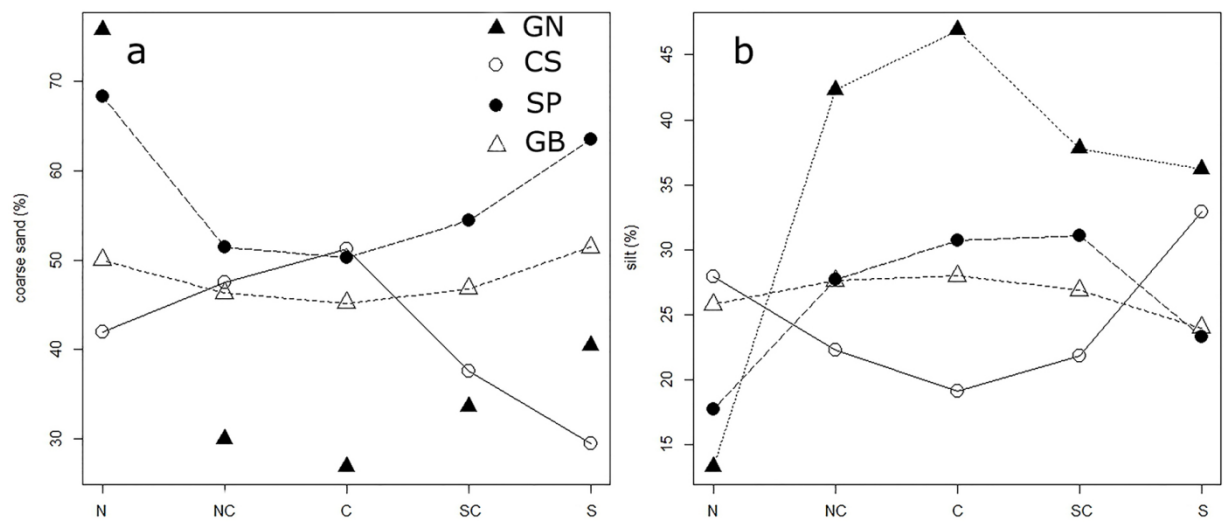 a
GN
CS
SP
GB
coarse sand (%)
70
60
50
40
30
N NC C SC S
b
silt (%)
45
40
35
30
25
20
15
N NC C SC S